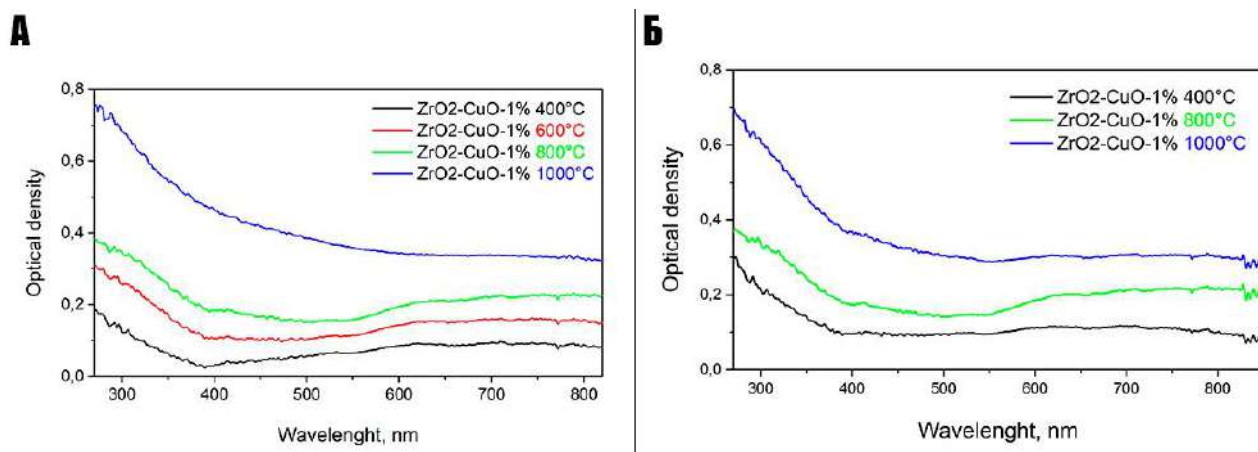 А
0,8
0,6
0,4
0,2
0,0
Optical density
ZrO2-CuO-1% 400°C
ZrO2-CuO-1% 600°C
ZrO2-CuO-1% 800°C
ZrO2-CuO-1% 1000°C
300 400 500 600 700 800
Wavelenght, nm
Б
0,8
0,6
0,4
0,2
0,0
Optical density
ZrO2-CuO-1% 400°C
ZrO2-CuO-1% 800°C
ZrO2-CuO-1% 1000°C
300 400 500 600 700 800
Wavelenght, nm